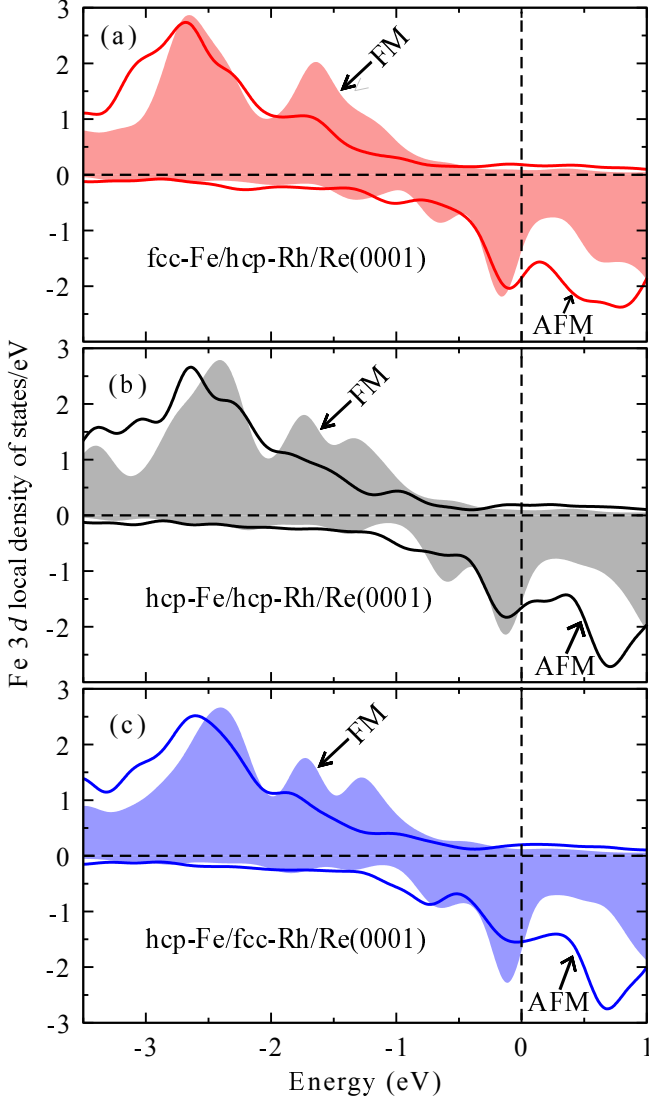 Fe 3d local density of states/eV
3
(a)
FM
2
1
0
-1
fcc-Fe/hcp-Rh/Re(0001)
-2
AFM
3
(b)
FM
2
1
0
-1
hcp-Fe/hcp-Rh/Re(0001)
-2
AFM
3
(c)
FM
2
1
0
-1
hcp-Fe/fcc-Rh/Re(0001)
-2
AFM
-3
-3 -2 -1 0 1
Energy (eV)